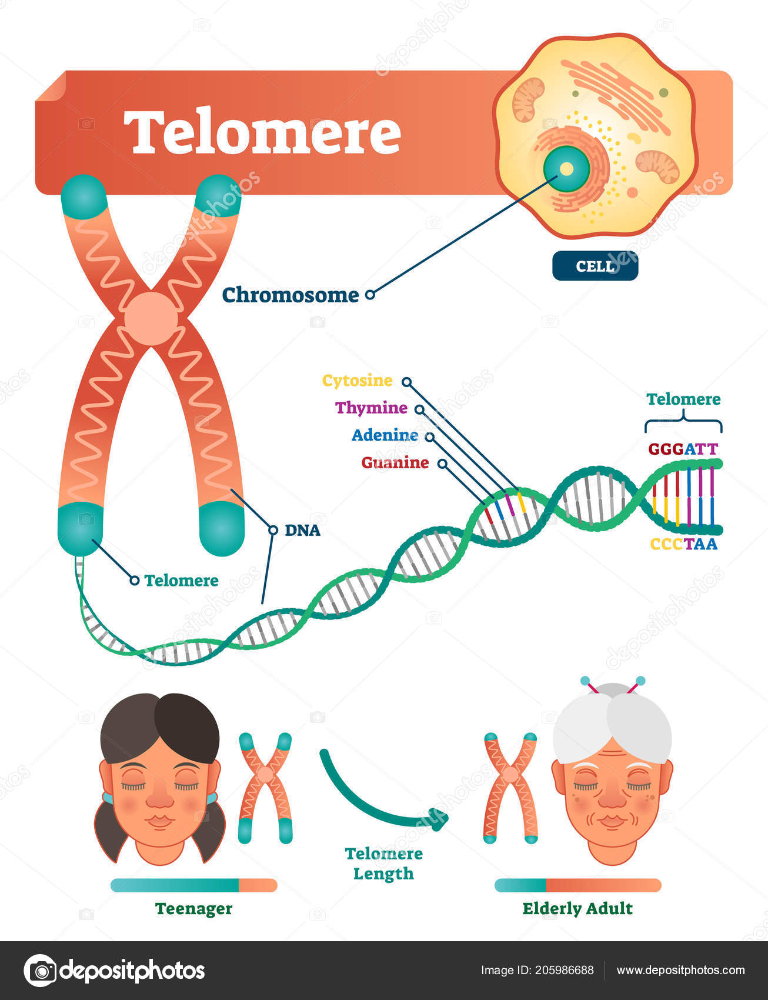 Telomere
CELL
Chromosome
Cytosine
Thymine
Adenine
Guanine
Telomere
GGGATT
CCCTAA
DNA
Telomere
Telomere
Length
Teenager
Elderly Adult
depositphotos
Image ID: 205986688
www.depositphotos.com